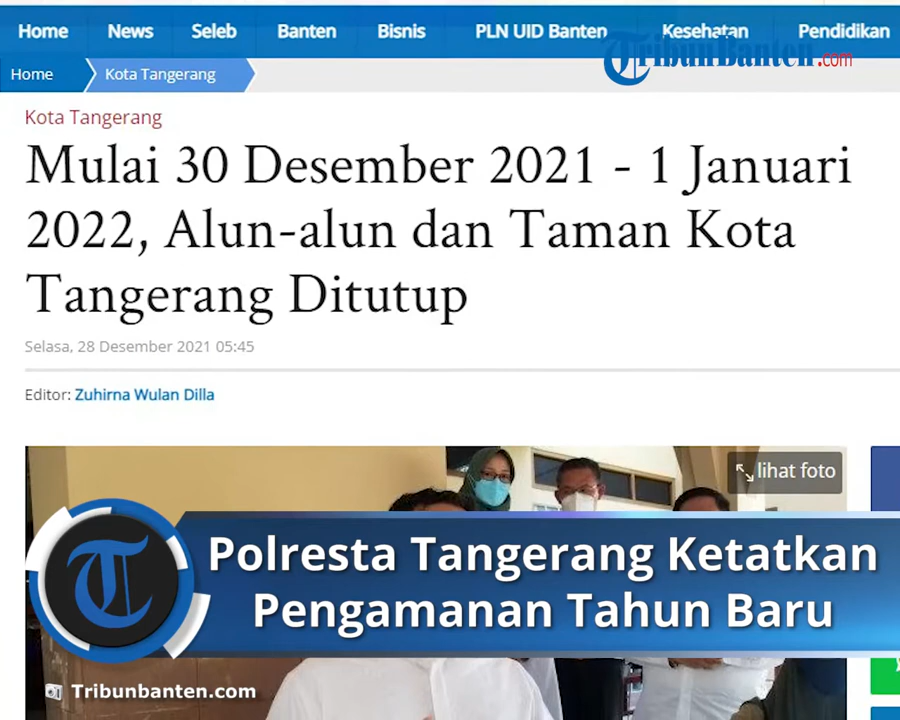 Home News Seleb Banten Bisnis PLN UID Banten Kesehatan Pendidikan
TribunBanten.com
Home Kota Tangerang
Kota Tangerang
Mulai 30 Desember 2021 - 1 Januari
2022, Alun-alun dan Taman Kota
Tangerang Ditutup
Selasa, 28 Desember 2021 05:45
Editor: Zuhirna Wulan Dilla
lihat foto
T
Polresta Tangerang Ketatkan
Pengamanan Tahun Baru
Tribunbanten.com